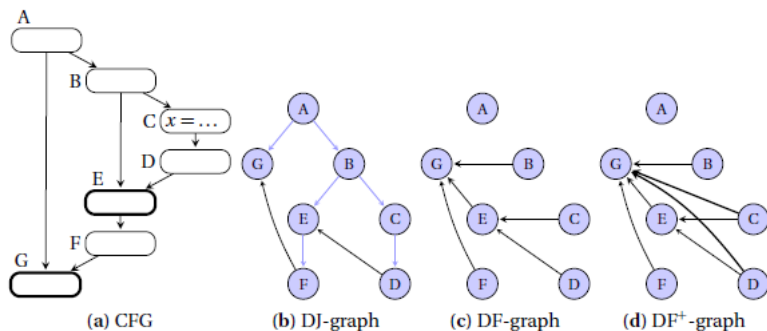 A
B
C x = ...
D
E
F
G
A
G B
E C
F D
A
G B
E C
F D
A
G B
E C
F D
(a) CFG (b) DJ-graph (c) DF-graph (d) DF+-graph